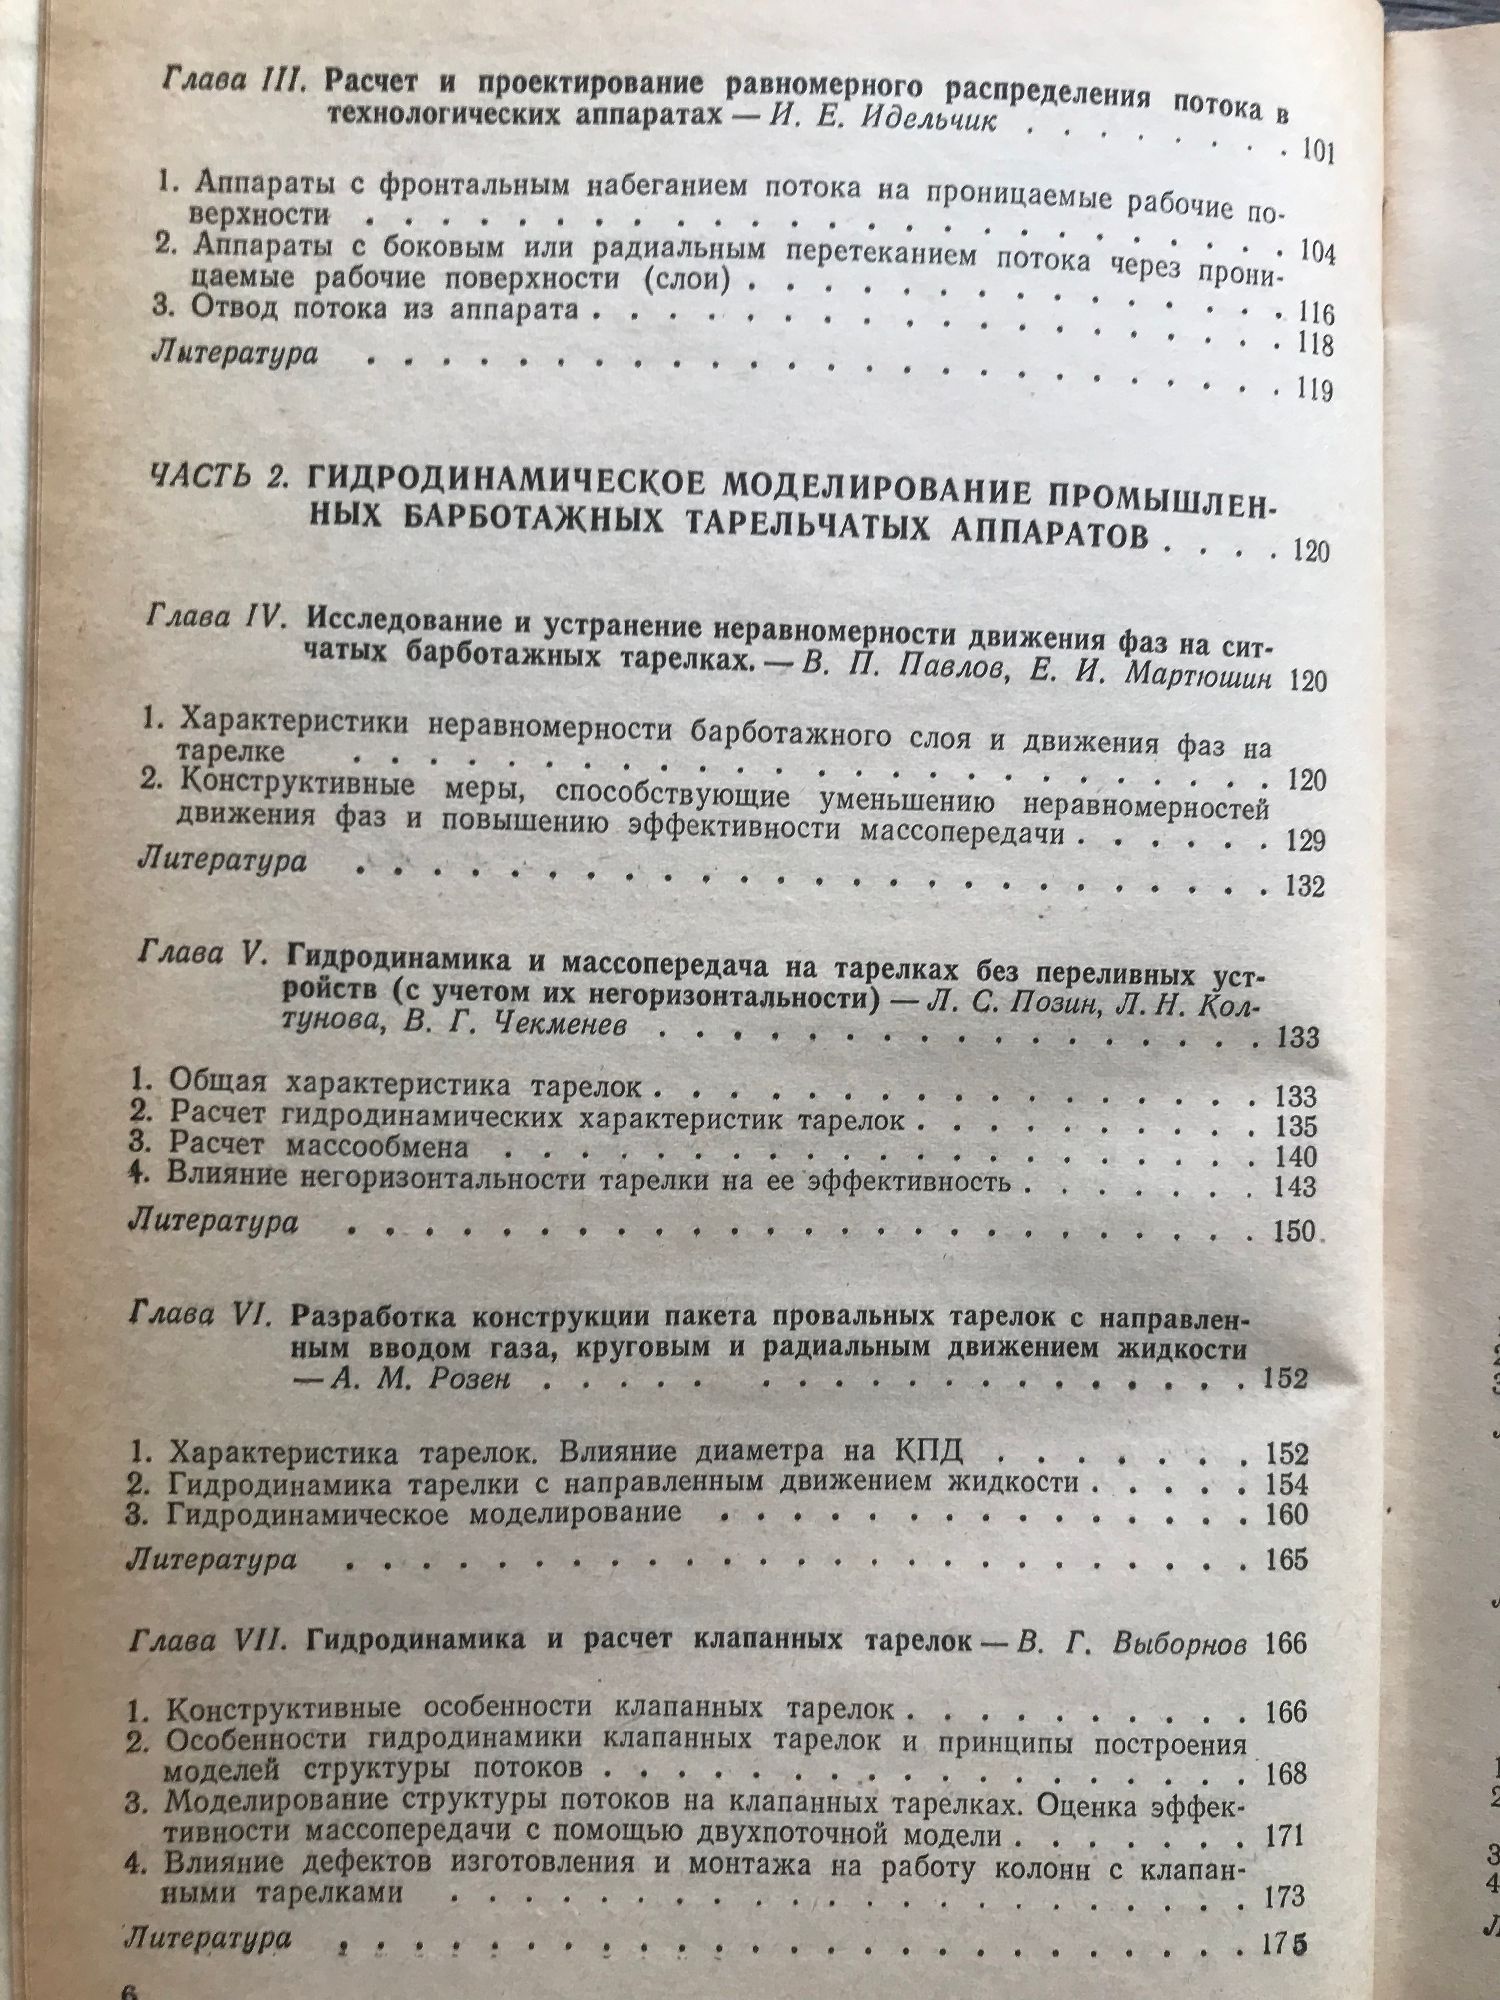 Глава III. Расчет и проектирование равномерного распределения потока в
технологических аппаратах — И. Е. Идельчик . . . . . . . . 101
1. Аппараты с фронтальным набеганием потока на проницаемые рабочие по-
верхности . . . . . . . . . . . . . . . . . . . . . . . . 104
2. Аппараты с боковым или радиальным перетеканием потока через прони-
цаемые рабочие поверхности (слои) . . . . . . . . . . . . . . 116
3. Отвод потока из аппарата . . . . . . . . . . . . . . . . . . 118
Литература . . . . . . . . . . . . . . . . . . . . . . . . . 119
ЧАСТЬ 2. ГИДРОДИНАМИЧЕСКОЕ МОДЕЛИРОВАНИЕ ПРОМЫШЛЕН-
НЫХ БАРБОТАЖНЫХ ТАРЕЛЬЧАТЫХ АППАРАТОВ . . . . 120
Глава IV. Исследование и устранение неравномерности движения фаз на сит-
чатых барботажных тарелках. — В. П. Павлов, Е. И. Мартюшин 120
1. Характеристики неравномерности барботажного слоя и движения фаз на
тарелке . . . . . . . . . . . . . . . . . . . . . . . . 120
2. Конструктивные меры, способствующие уменьшению неравномерностей
движения фаз и повышению эффективности массопередачи . . . . . . 129
Литература . . . . . . . . . . . . . . . . . . . . . . . . 132
Глава V. Гидродинамика и массопередача на тарелках без переливных уст-
ройств (с учетом их негоризонтальности) — Л. С. Позин, Л. Н. Кол-
тунова, В. Г. Чекменев . . . . . . . . . . . . . . . . 133
1. Общая характеристика тарелок . . . . . . . . . . . . . . . . 133
2. Расчет гидродинамических характеристик тарелок . . . . . . . . . 135
3. Расчет массообмена . . . . . . . . . . . . . . . . . . . . 140
4. Влияние негоризонтальности тарелки на ее эффективность . . . . . . . 143
Литература . . . . . . . . . . . . . . . . . . . . . . . . 150
Глава VI. Разработка конструкции пакета провальных тарелок с направлен-
ным вводом газа, круговым и радиальным движением жидкости
— А. М. Розен . . . . . . . . . . . . . . . . . . 152
1. Характеристика тарелок. Влияние диаметра на КПД . . . . . . . 152
2. Гидродинамика тарелки с направленным движением жидкости . . . . . 154
3. Гидродинамическое моделирование . . . . . . . . . . . . . . . 160
Литература . . . . . . . . . . . . . . . . . . . . . . . . 165
Глава VII. Гидродинамика и расчет клапанных тарелок — В. Г. Выборнов 166
1. Конструктивные особенности клапанных тарелок . . . . . . . . . . 166
2. Особенности гидродинамики клапанных тарелок и принципы построения
моделей структуры потоков . . . . . . . . . . . . . . . . . . 168
3. Моделирование структуры потоков на клапанных тарелках. Оценка эффек-
тивности массопередачи с помощью двухпоточной модели . . . . . . . 171
4. Влияние дефектов изготовления и монтажа на работу колонн с клапан-
ными тарелками . . . . . . . . . . . . . . . . . . . . . . 173
Литература . . . . . . . . . . . . . . . . . . . . . . . . 175
6